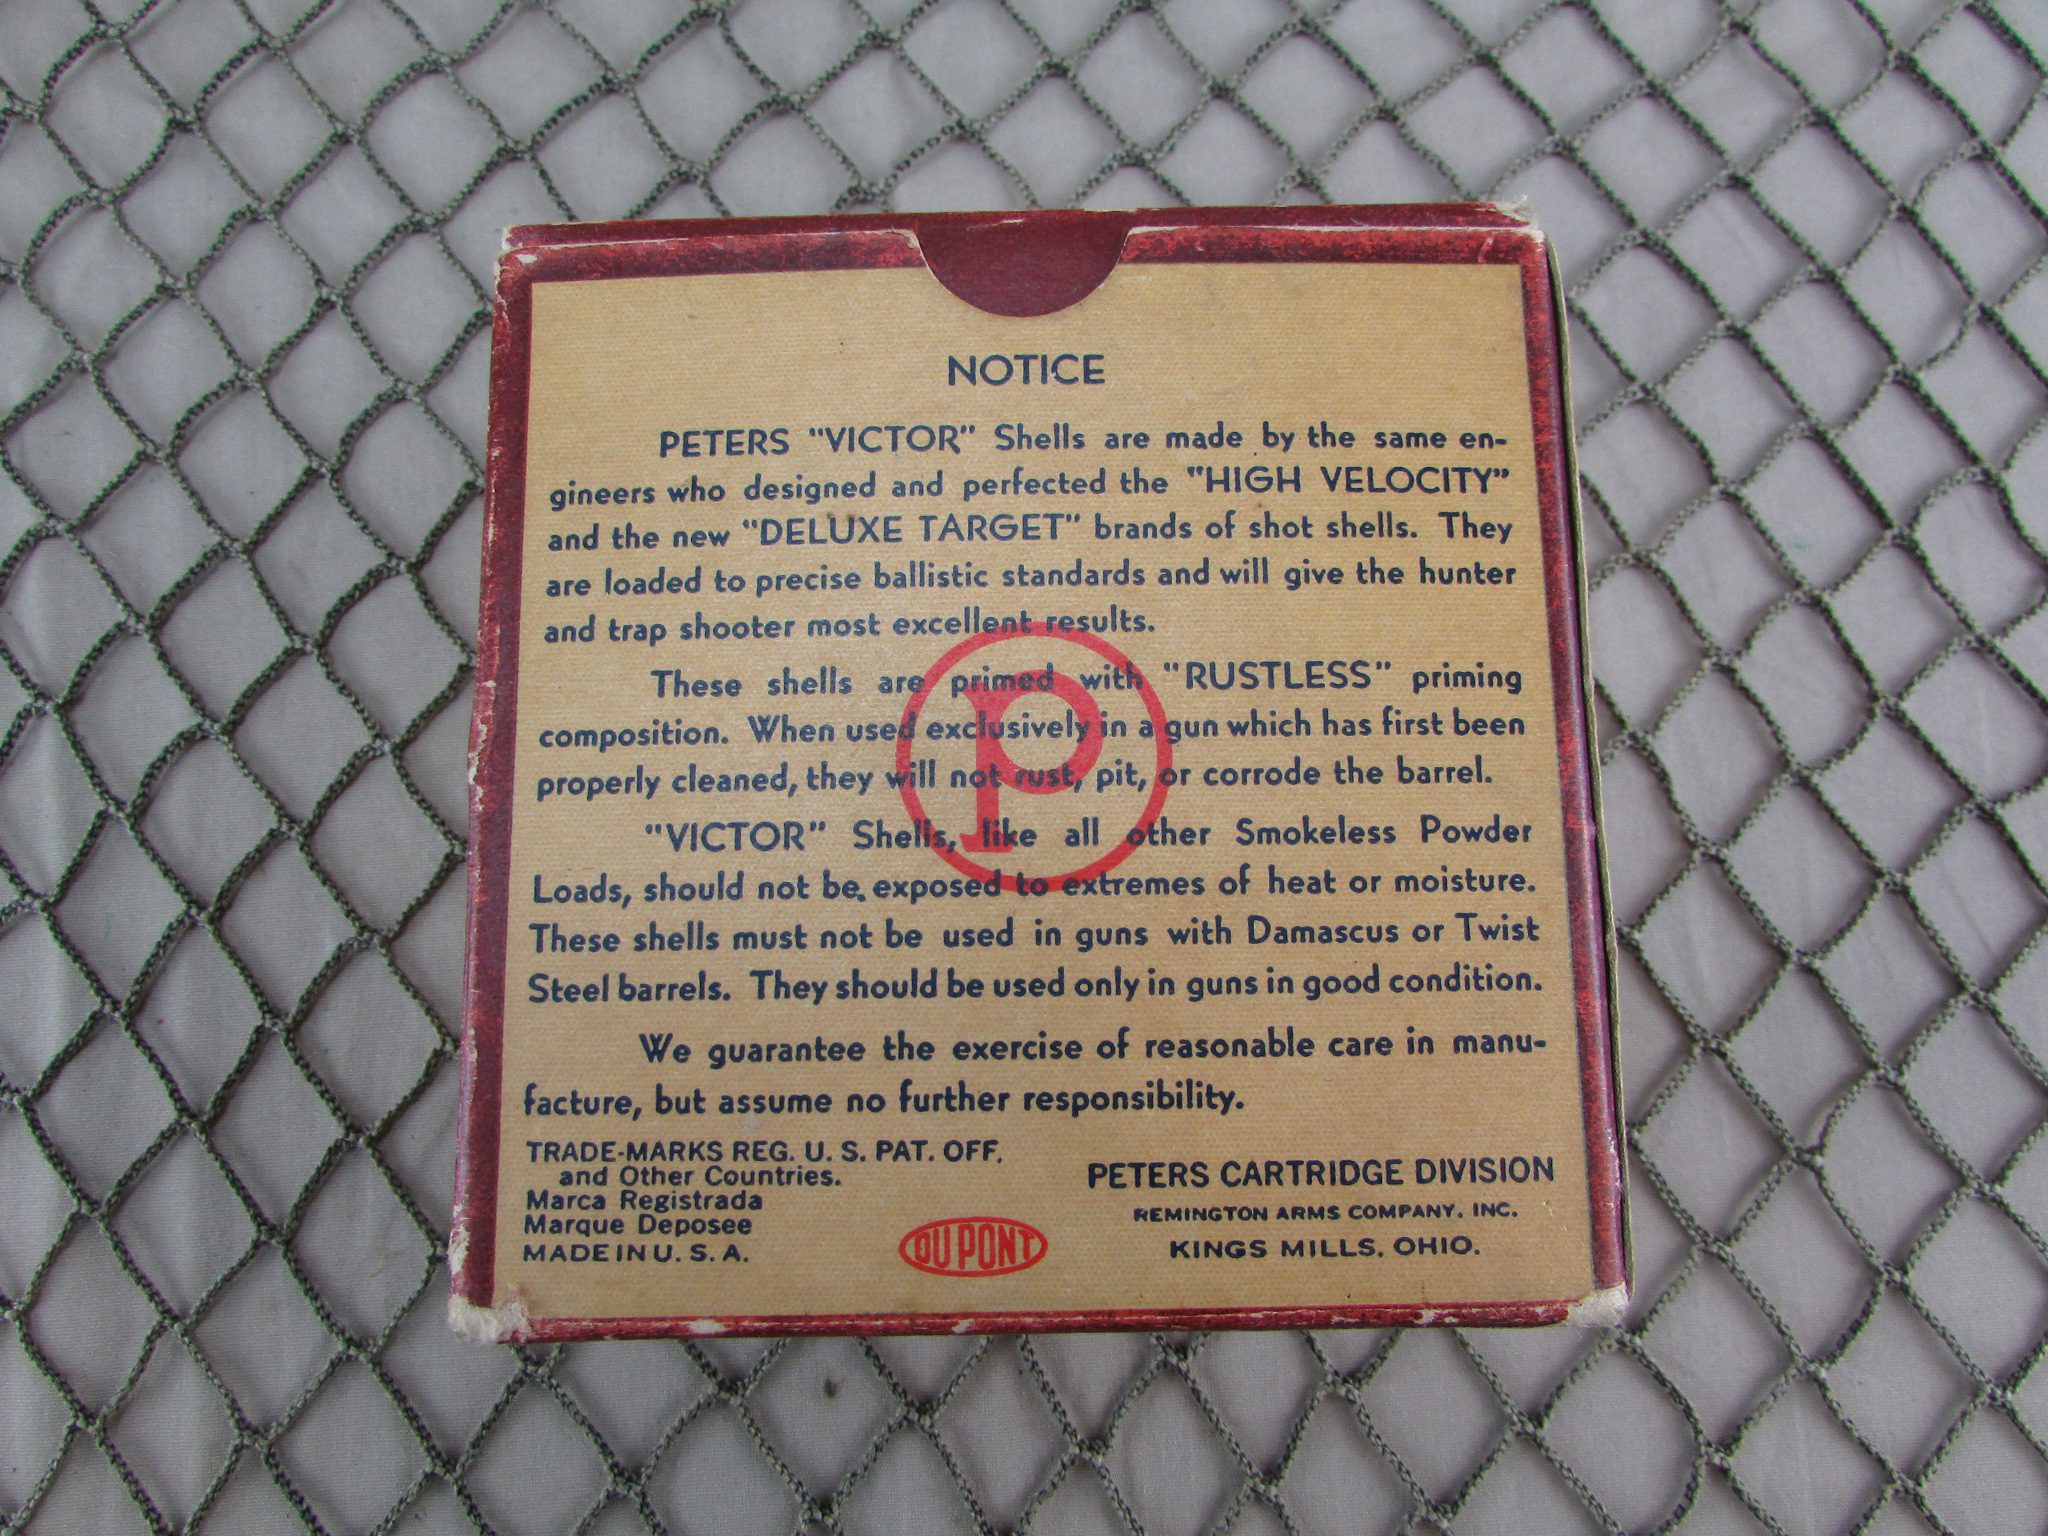 NOTICE
PETERS "VICTOR" Shells are made by the same en-
gineers who designed and perfected the "HIGH VELOCITY"
and the new "DELUXE TARGET" brands of shot shells. They
are loaded to precise ballistic standards and will give the hunter
and trap shooter most excellent results.
These shells are primed with "RUSTLESS" priming
composition. When used exclusively in a gun which has first been
properly cleaned, they will not rust, pit, or corrode the barrel.
P
"VICTOR" Shells, like all other Smokeless Powder
Loads, should not be exposed to extremes of heat or moisture.
These shells must not be used in guns with Damascus or Twist
Steel barrels. They should be used only in guns in good condition.
We guarantee the exercise of reasonable care in manu-
facture, but assume no further responsibility.
TRADE-MARKS REG. U. S. PAT. OFF.
and Other Countries.
Marca Registrada
Marque Deposee
MADE IN U. S. A.
DU PONT
PETERS CARTRIDGE DIVISION
REMINGTON ARMS COMPANY, INC.
KINGS MILLS, OHIO.